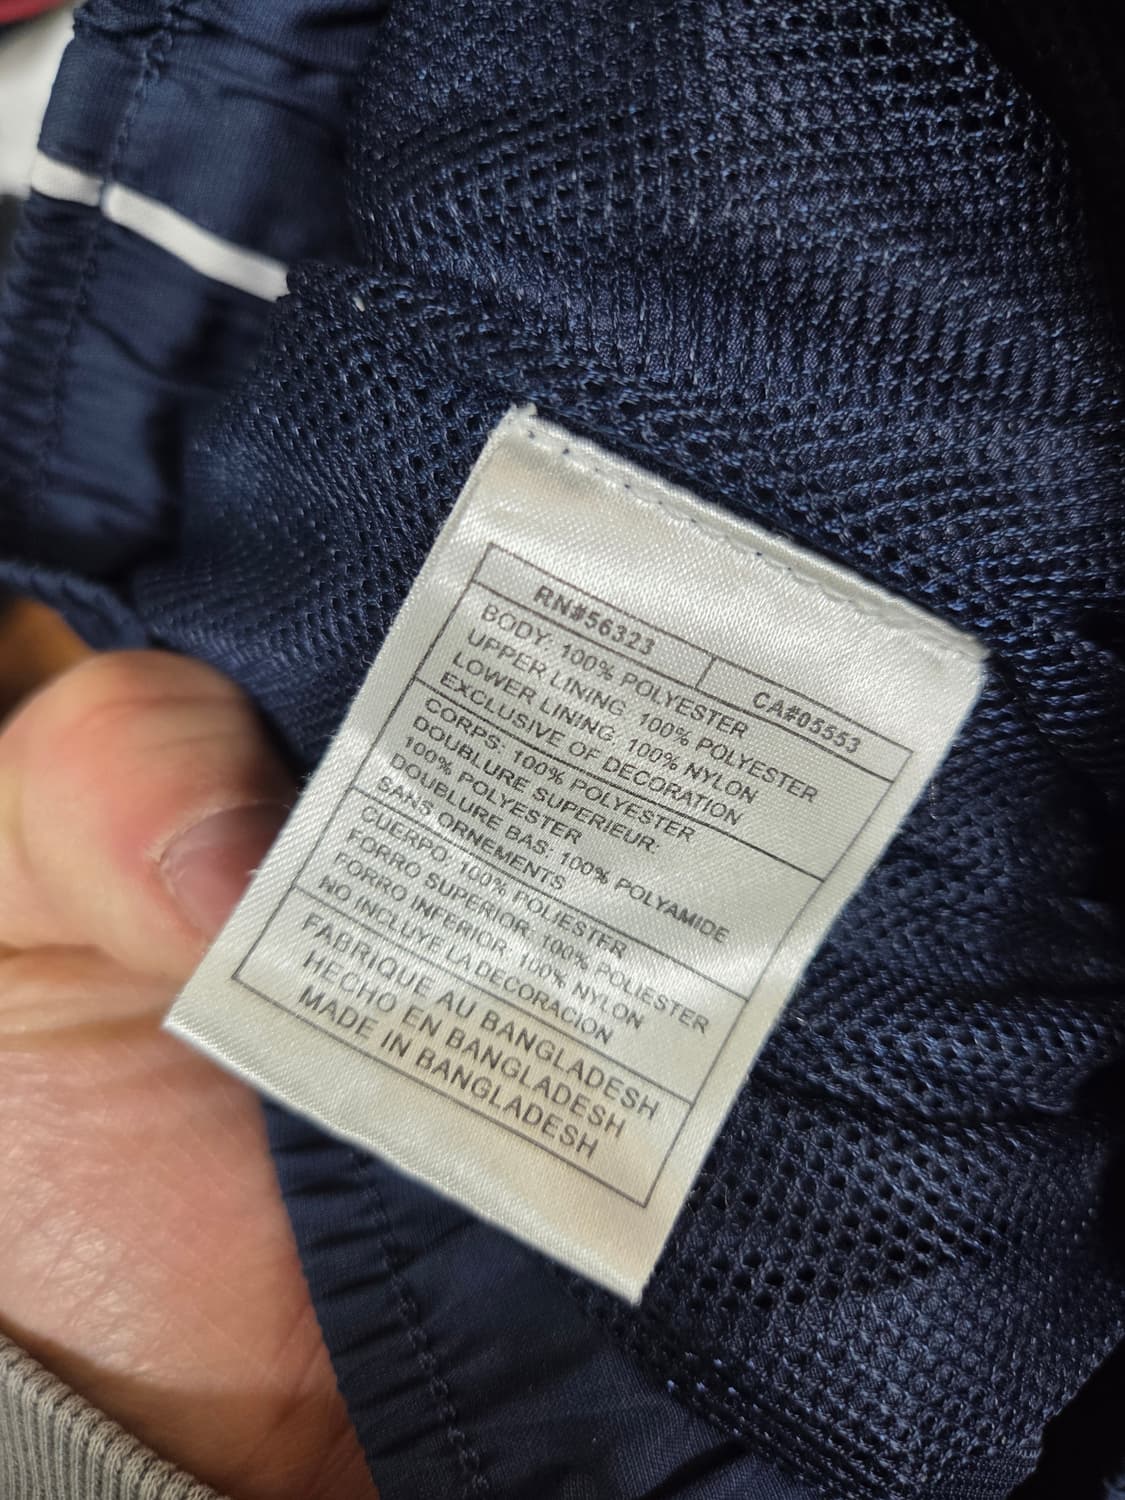 RN#56323 CA#05553
BODY: 100% POLYESTER
UPPER LINING: 100% POLYESTER
LOWER LINING: 100% NYLON
EXCLUSIVE OF DECORATION
CORPS: 100% POLYESTER
DOUBLURE SUPERIEUR:
100% POLYESTER
DOUBLURE BAS: 100% POLYAMIDE
SANS ORNEMENTS
CUERPO: 100% POLIESTER
FORRO SUPERIOR: 100% POLIESTER
FORRO INFERIOR: 100% NYLON
NO INCLUYE LA DECORACION
FABRIQUE AU BANGLADESH
HECHO EN BANGLADESH
MADE IN BANGLADESH